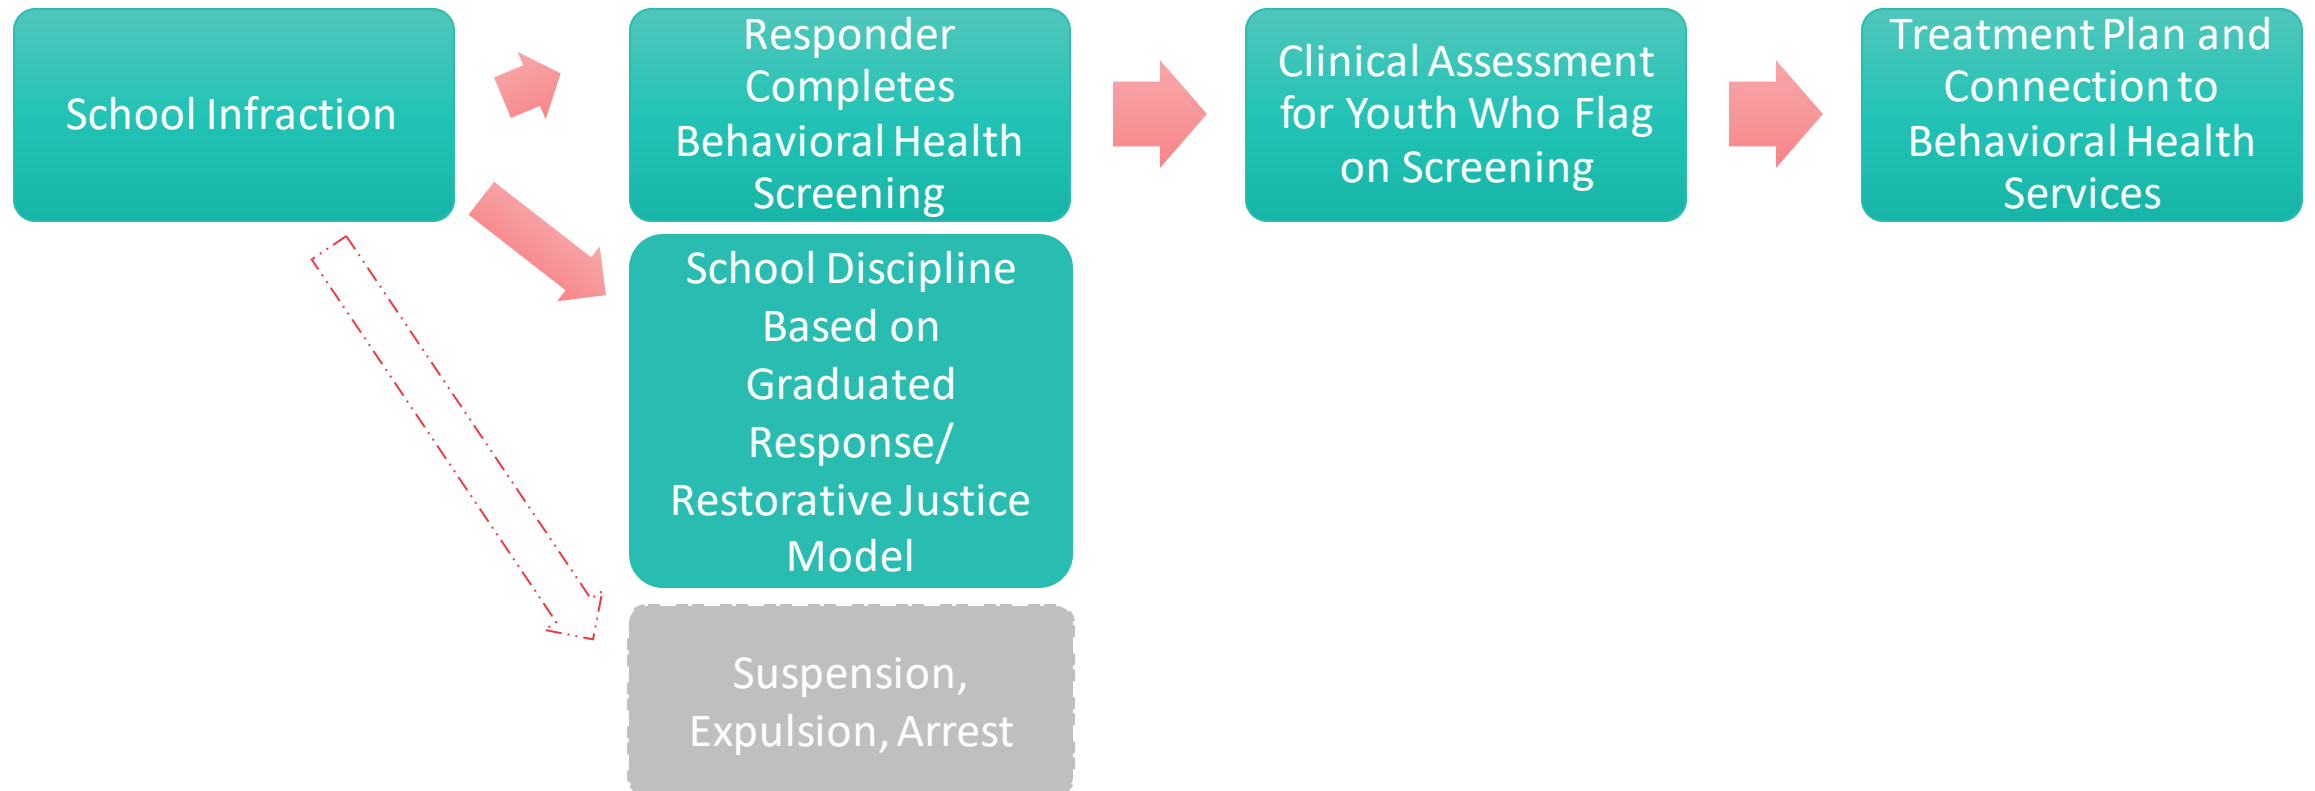 School Infraction
Responder
Completes
Behavioral Health
Screening
Clinical Assessment
for Youth Who Flag
on Screening
Treatment Plan and
Connection to
Behavioral Health
Services
School Discipline
Based on
Graduated
Response/
Restorative Justice
Model
Suspension,
Expulsion, Arrest